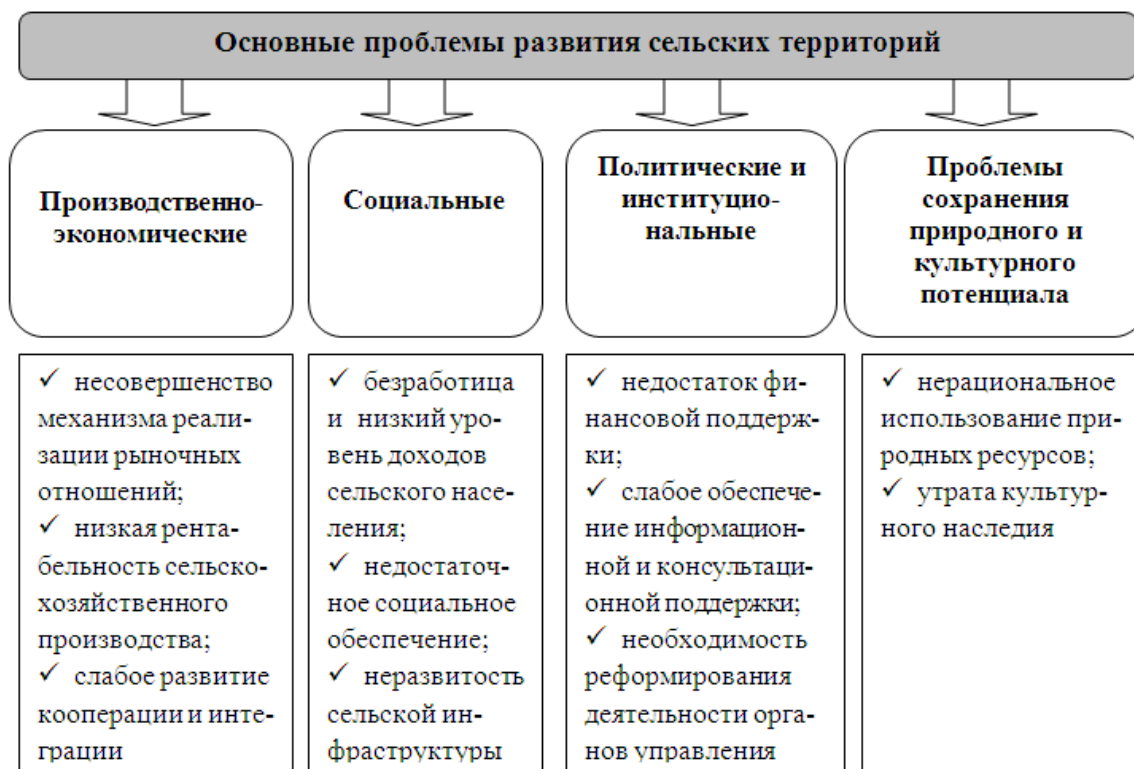 Основные проблемы развития сельских территорий
Производственно-
экономические
Социальные
Политические и
институцио-
нальные
Проблемы
сохранения
природного и
культурного
потенциала
✓ несовершенство
механизма реали-
зации рыночных
отношений;
✓ низкая рента-
бельность сельско-
хозяйственного
производства;
✓ слабое развитие
кооперации и инте-
грации
✓ безработица
и низкий уро-
вень доходов
сельского насе-
ления;
✓ недостаточ-
ное социальное
обеспечение;
✓ неразвитость
сельской ин-
фраструктуры
✓ недостаток фи-
нансовой поддерж-
ки;
✓ слабое обеспече-
ние информацион-
ной и консультаци-
онной поддержки;
✓ необходимость
реформирования
деятельности орга-
нов управления
✓ нерациональное
использование при-
родных ресурсов;
✓ утрата культур-
ного наследия